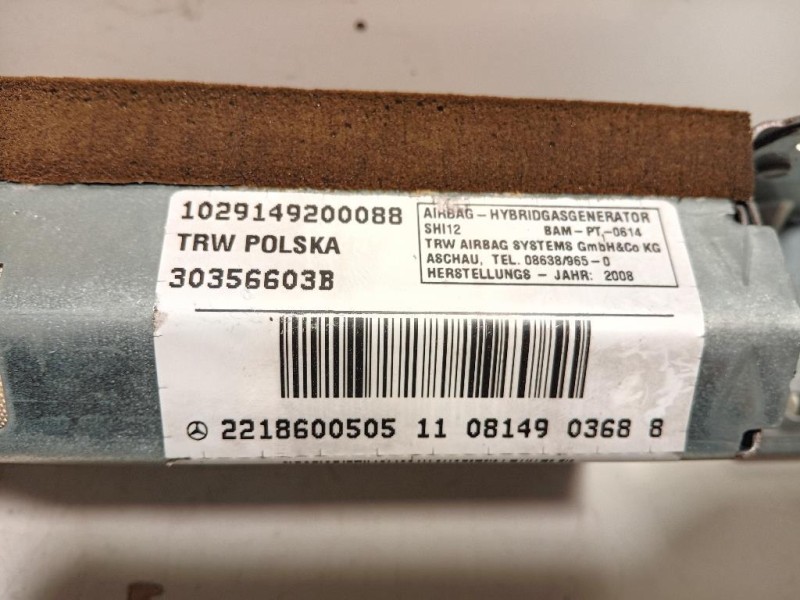 1029149200088
TRW POLSKA
30356603B
AIRBAG - HYBRIDGASGENERATOR
SHI12 BAM-PT,-0614
TRW AIRBAG SYSTEMS GmbH&Co KG
ASCHAU, TEL. 08638/965-0
HERSTELLUNGS - JAHR: 2008
2218600505 11 08149 0368 8